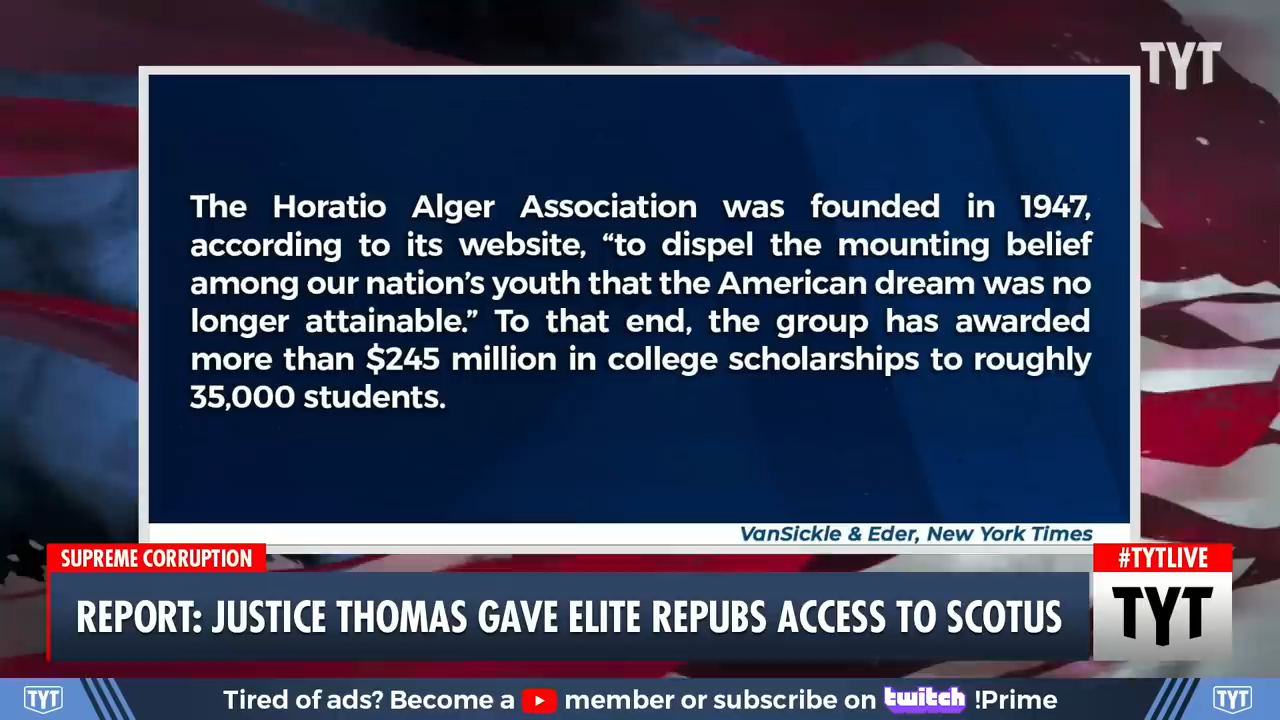 TYT
The Horatio Alger Association was founded in 1947,
according to its website, “to dispel the mounting belief
among our nation’s youth that the American dream was no
longer attainable.” To that end, the group has awarded
more than $245 million in college scholarships to roughly
35,000 students.
VanSickle & Eder, New York Times
SUPREME CORRUPTION
#TYTLIVE
REPORT: JUSTICE THOMAS GAVE ELITE REPUBS ACCESS TO SCOTUS
TYT
TYT
Tired of ads? Become a member or subscribe on twitch !Prime
TYT